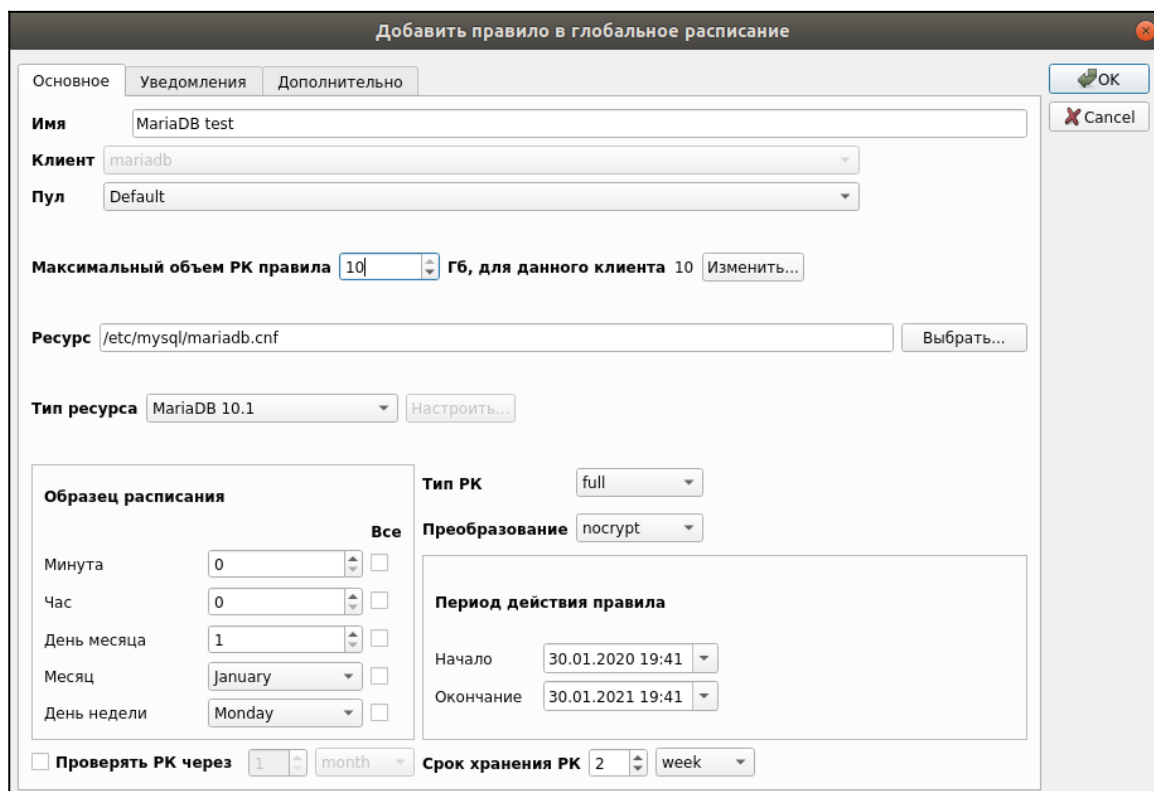 Добавить правило в глобальное расписание
Основное Уведомления Дополнительно
OK
Cancel
Имя MariaDB test
Клиент mariadb
Пул Default
Максимальный объем РК правила 10 Гб, для данного клиента 10 Изменить...
Ресурс /etc/mysql/mariadb.cnf Выбрать...
Тип ресурса MariaDB 10.1 Настроить...
Образец расписания
Все
Минута 0
Час 0
День месяца 1
Месяц January
День недели Monday
Тип РК full
Преобразование nocrypt
Период действия правила
Начало 30.01.2020 19:41
Окончание 30.01.2021 19:41
Проверять РК через 1 month
Срок хранения РК 2 week